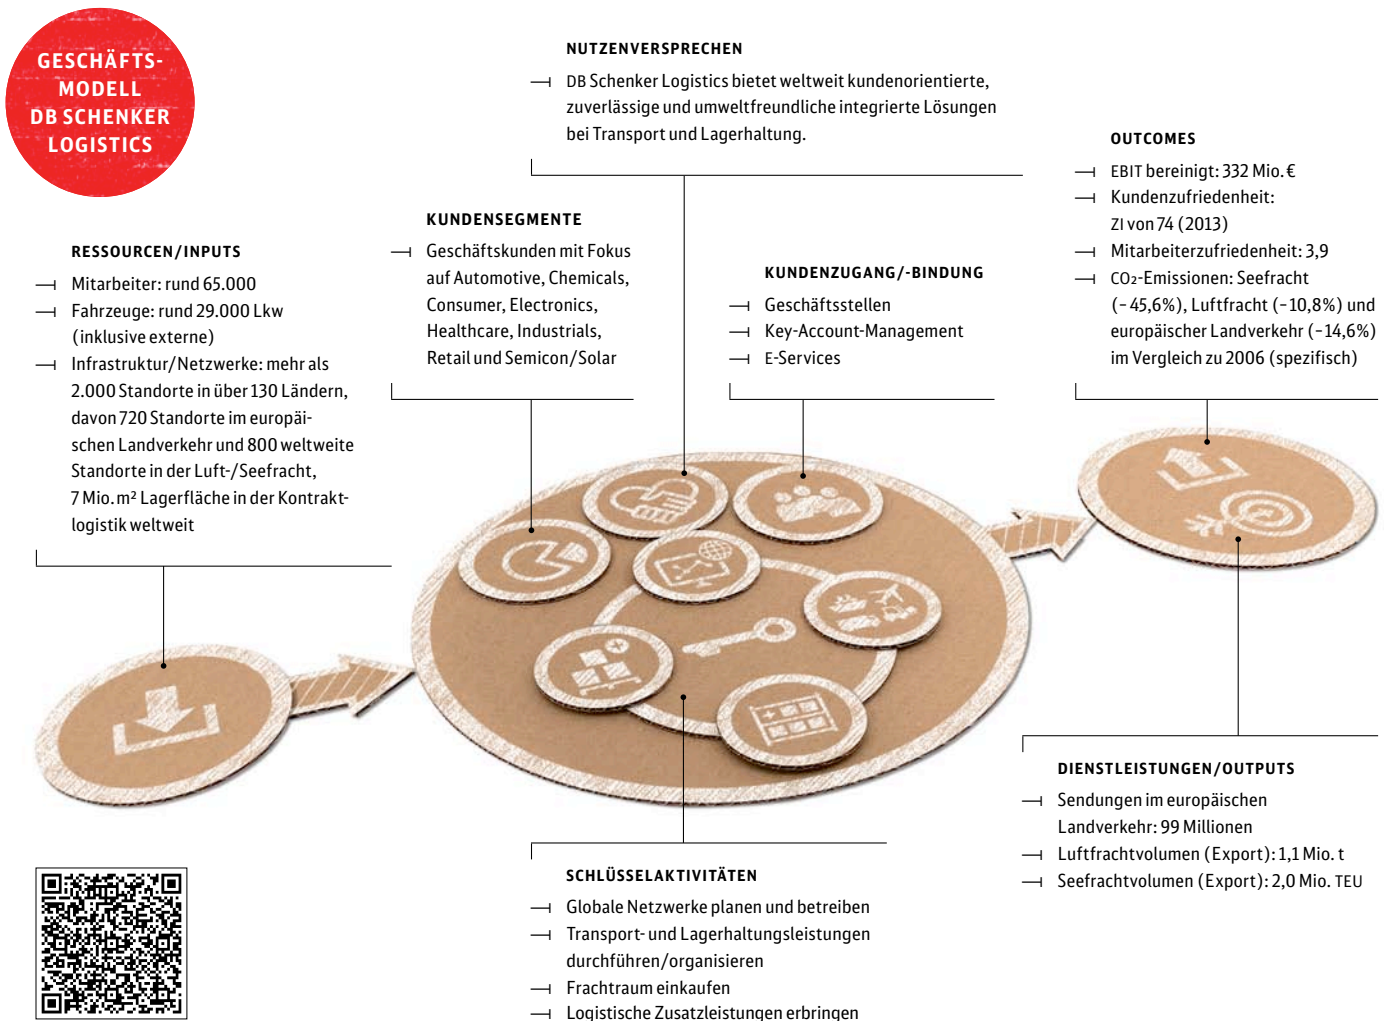 GESCHÄFTS-
MODELL
DB SCHENKER
LOGISTICS
NUTZENVERSPRECHEN
DB Schenker Logistics bietet weltweit kundenorientierte,
zuverlässige und umweltfreundliche integrierte Lösungen
bei Transport und Lagerhaltung.
OUTCOMES
EBIT bereinigt: 332 Mio. €
Kundenzufriedenheit:
ZI von 74 (2013)
Mitarbeiterzufriedenheit: 3,9
CO₂-Emissionen: Seefracht
(–45,6%), Luftfracht (–10,8%) und
europäischer Landverkehr (–14,6%)
im Vergleich zu 2006 (spezifisch)
KUNDENSEGMENTE
Geschäftskunden mit Fokus
auf Automotive, Chemicals,
Consumer, Electronics,
Healthcare, Industrials,
Retail und Semicon/Solar
KUNDENZUGANG/-BINDUNG
Geschäftsstellen
Key-Account-Management
E-Services
RESSOURCEN/INPUTS
Mitarbeiter: rund 65.000
Fahrzeuge: rund 29.000 Lkw
(inklusive externe)
Infrastruktur/Netzwerke: mehr als
2.000 Standorte in über 130 Ländern,
davon 720 Standorte im europäi-
schen Landverkehr und 800 weltweite
Standorte in der Luft-/Seefracht,
7 Mio. m² Lagerfläche in der Kontrakt-
logistik weltweit
DIENSTLEISTUNGEN/OUTPUTS
Sendungen im europäischen
Landverkehr: 99 Millionen
Luftfrachtvolumen (Export): 1,1 Mio. t
Seefrachtvolumen (Export): 2,0 Mio. TEU
SCHLÜSSELAKTIVITÄTEN
Globale Netzwerke planen und betreiben
Transport- und Lagerhaltungsleistungen
durchführen/organisieren
Frachtraum einkaufen
Logistische Zusatzleistungen erbringen